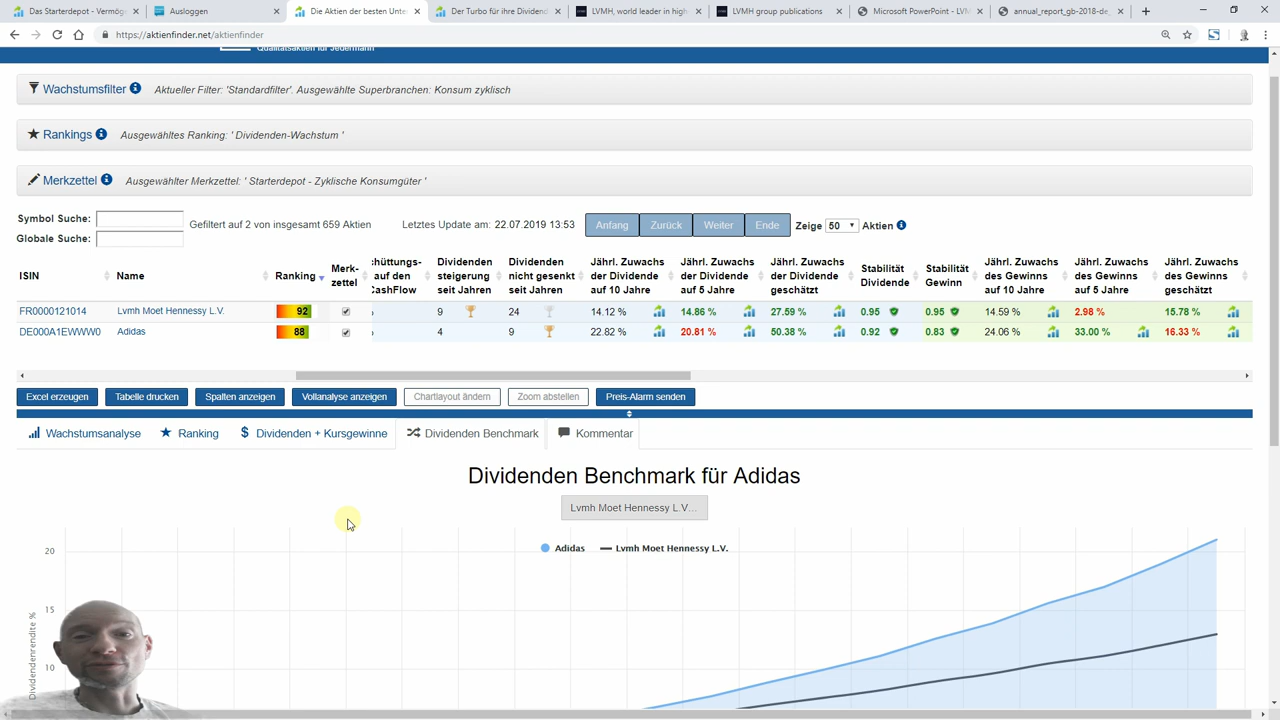 Das Starterdepot - Vermög
Ausloggen
Die Aktien der besten Unte
Der Turbo für ihre Dividend
LVMH, world leader in high
LVMH group publications
Microsoft PowerPoint - LVM
annual_report_gb-2018-de_
https://aktienfinder.net/aktienfinder
Qualitätsaktien für Jedermann
Wachstumsfilter Aktueller Filter: 'Standardfilter'. Ausgewählte Superbranchen: Konsum zyklisch
Rankings Ausgewähltes Ranking: ' Dividenden-Wachstum '
Merkzettel Ausgewählter Merkzettel: ' Starterdepot - Zyklische Konsumgüter '
Symbol Suche:
Globale Suche:
Gefiltert auf 2 von insgesamt 659 Aktien Letztes Update am: 22.07.2019 13:53 Anfang Zurück Weiter Ende Zeige 50 Aktien
ISIN Name Ranking Merk-zettel chüttungs- auf den CashFlow Dividenden steigerung seit Jahren Dividenden nicht gesenkt seit Jahren Jährl. Zuwachs der Dividende auf 10 Jahre Jährl. Zuwachs der Dividende auf 5 Jahre Jährl. Zuwachs der Dividende geschätzt Stabilität Dividende Stabilität Gewinn Jährl. Zuwachs des Gewinns auf 10 Jahre Jährl. Zuwachs des Gewinns auf 5 Jahre Jährl. Zuwachs des Gewinns geschätzt
FR0000121014 Lvmh Moet Hennessy L.V. 92 9 24 14.12 % 14.86 % 27.59 % 0.95 0.95 14.59 % 2.98 % 15.78 %
DE000A1EWWW0 Adidas 88 4 9 22.82 % 20.81 % 50.38 % 0.92 0.83 24.06 % 33.00 % 16.33 %
Excel erzeugen Tabelle drucken Spalten anzeigen Vollanalyse anzeigen Chartlayout ändern Zoom abstellen Preis-Alarm senden
Wachstumsanalyse Ranking Dividenden + Kursgewinne Dividenden Benchmark Kommentar
Dividenden Benchmark für Adidas
Lvmh Moet Hennessy L.V...
Adidas Lvmh Moet Hennessy L.V.
20
15
10
Dividendenrendite %